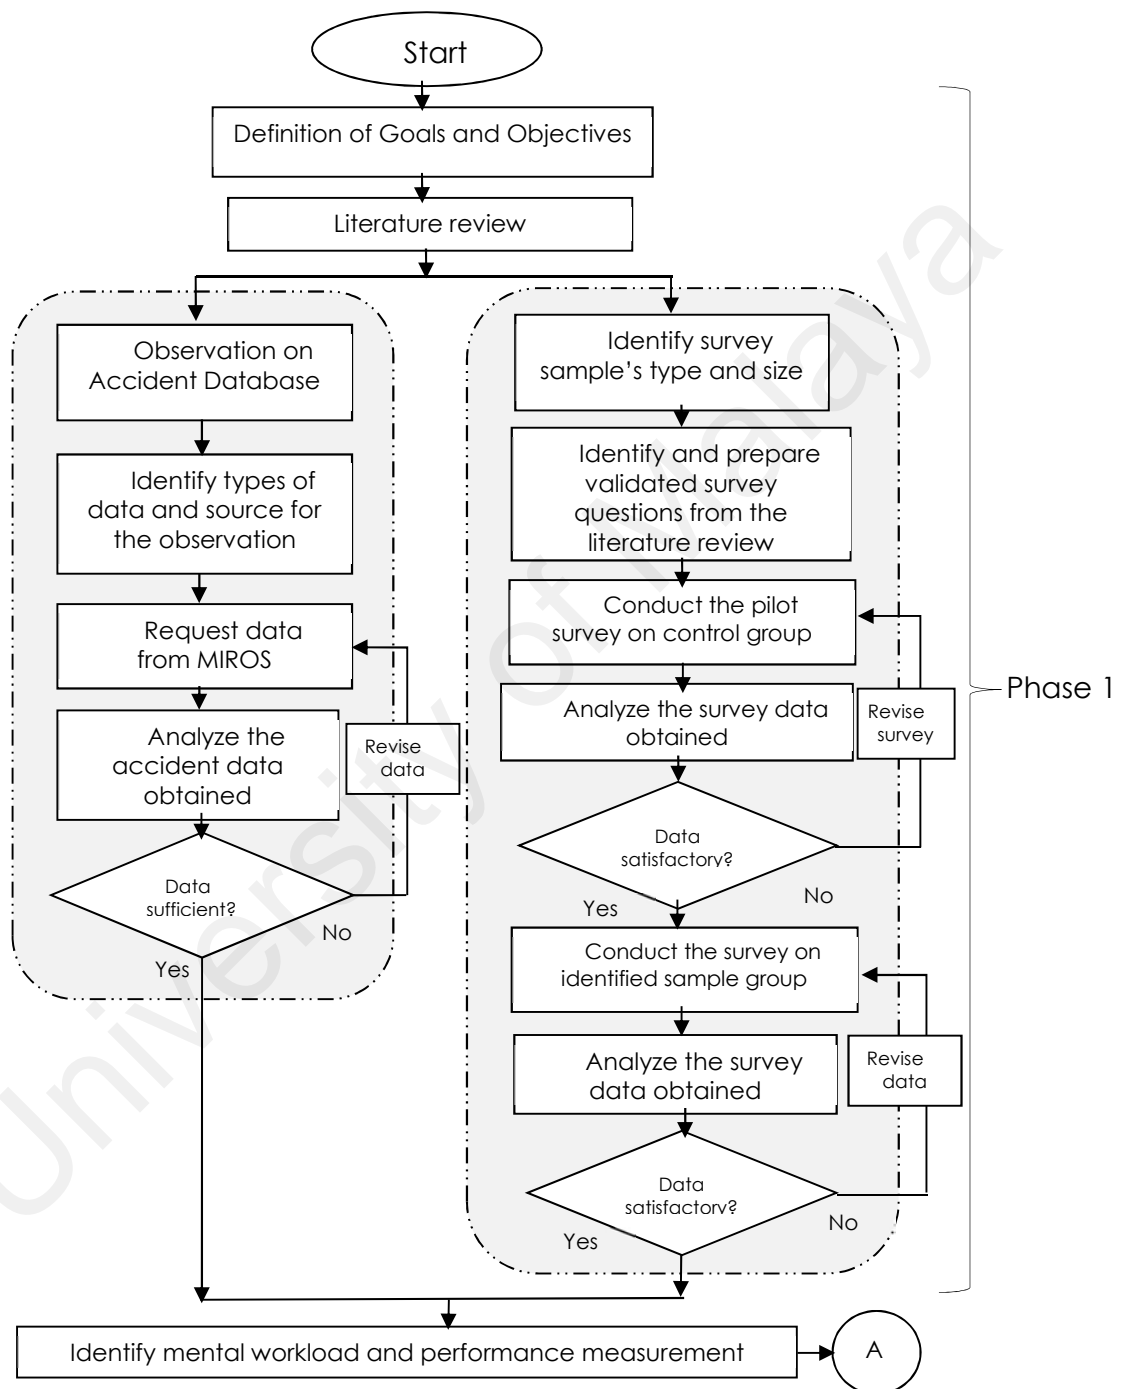 Start
Definition of Goals and Objectives
Literature review
Observation on
Accident Database
Identify types of
data and source for
the observation
Request data
from MIROS
Analyze the
accident data
obtained
Revise
data
Data
sufficient?
No
Yes
Identify survey
sample's type and size
Identify and prepare
validated survey
questions from the
literature review
Conduct the pilot
survey on control group
Analyze the survey data
obtained
Revise
survey
Data
satisfactory?
No
Yes
Conduct the survey on
identified sample group
Analyze the survey
data obtained
Revise
data
Data
satisfactory?
No
Yes
Phase 1
Identify mental workload and performance measurement
A
University of Malaya